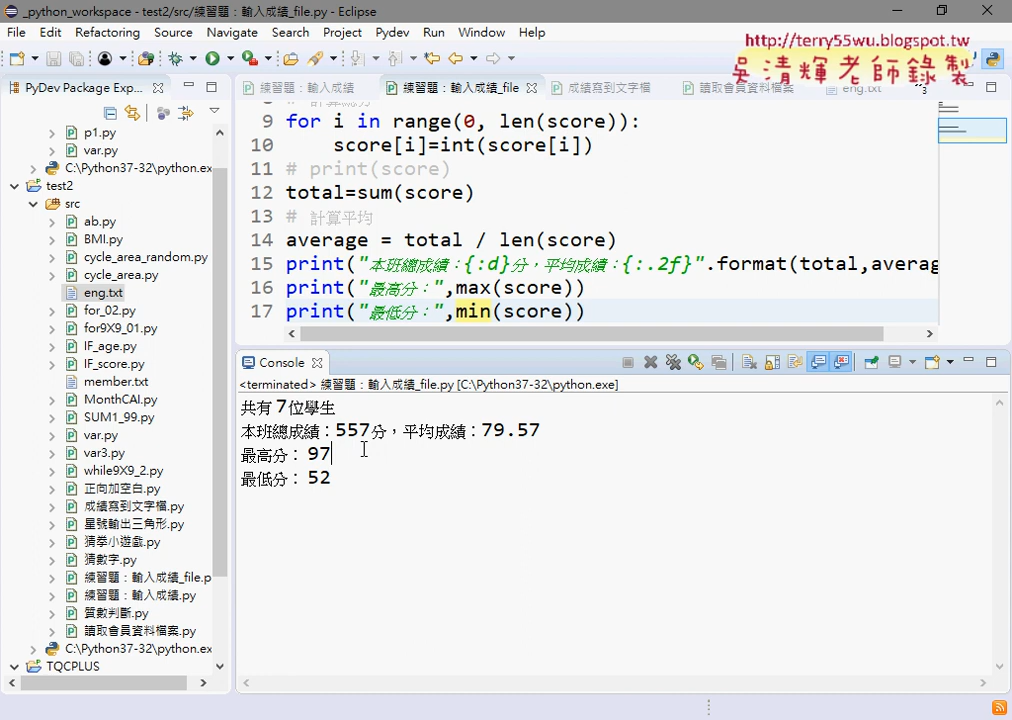 _python_workspace - test2/src/練習題：輸入成績_file.py - Eclipse
File Edit Refactoring Source Navigate Search Project Pydev Run Window Help
http://terry55wu.blogspot.tw
吳清輝老師錄製
PyDev Package Exp...
練習題：輸入成績
練習題：輸入成績_file
成績寫到文字檔
讀取會員資料檔案
eng.txt
3
p1.py
var.py
C:\Python37-32\python.ex
test2
src
ab.py
BMI.py
cycle_area_random.py
cycle_area.py
eng.txt
for_02.py
for9X9_01.py
IF_age.py
IF_score.py
member.txt
MonthCAI.py
SUM1_99.py
var.py
var3.py
while9X9_2.py
正向加空白.py
成績寫到文字檔.py
星號輸出三角形.py
猜拳小遊戲.py
猜數字.py
練習題：輸入成績_file.p
練習題：輸入成績.py
質數判斷.py
讀取會員資料檔案.py
C:\Python37-32\python.ex
TQCPLUS
# 計算總分
9 for i in range(0, len(score)):
10 score[i]=int(score[i])
11 # print(score)
12 total=sum(score)
13 # 計算平均
14 average = total / len(score)
15 print("本班總成績：{:d}分，平均成績：{:.2f}".format(total,averag
16 print("最高分：",max(score))
17 print("最低分：",min(score))
Console
<terminated> 練習題：輸入成績_file.py [C:\Python37-32\python.exe]
共有 7位學生
本班總成績：557分，平均成績：79.57
最高分： 97
最低分： 52